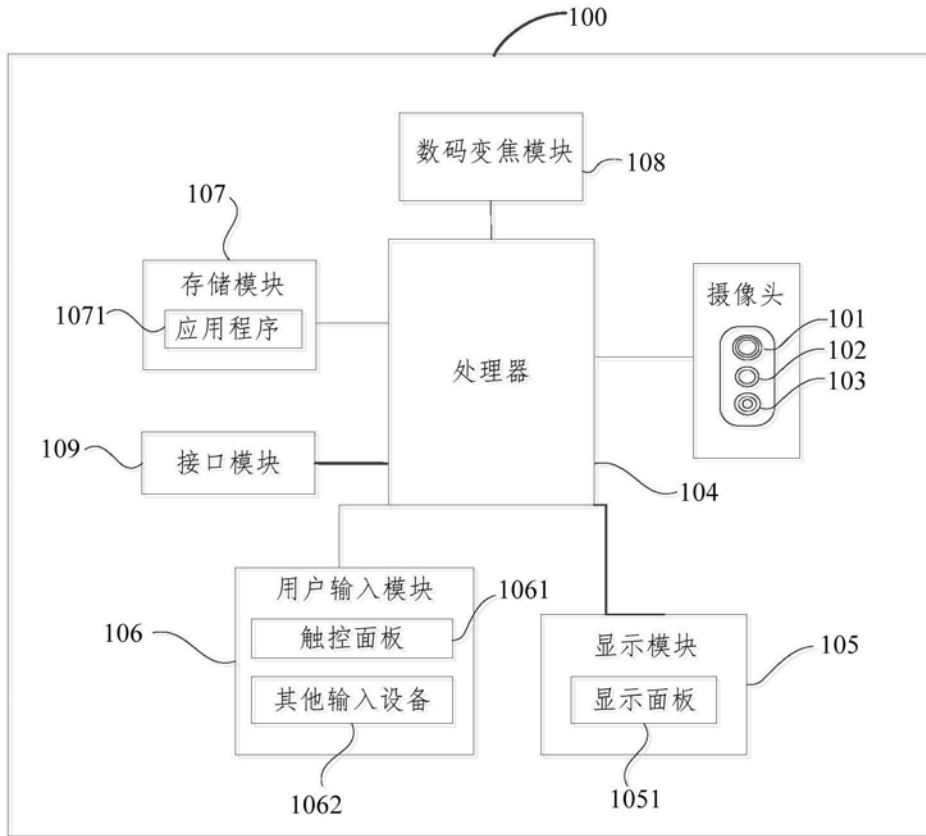 100
数码变焦模块
108
107
存储模块
1071
应用程序
处理器
摄像头
101
102
103
109
接口模块
104
用户输入模块
1061
106
触控面板
其他输入设备
1062
显示模块
105
显示面板
1051